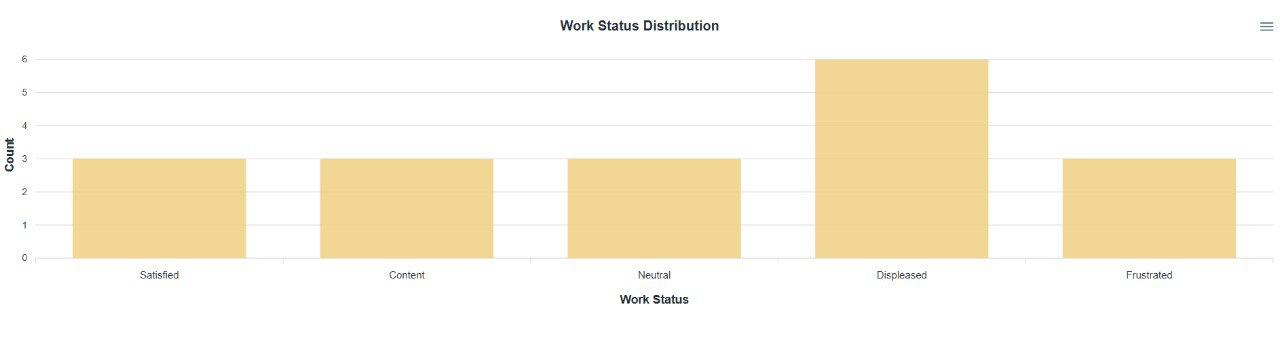 Work Status Distribution
6
5
4
3
2
1
0
Count
Satisfied Content Neutral Displeased Frustrated
Work Status